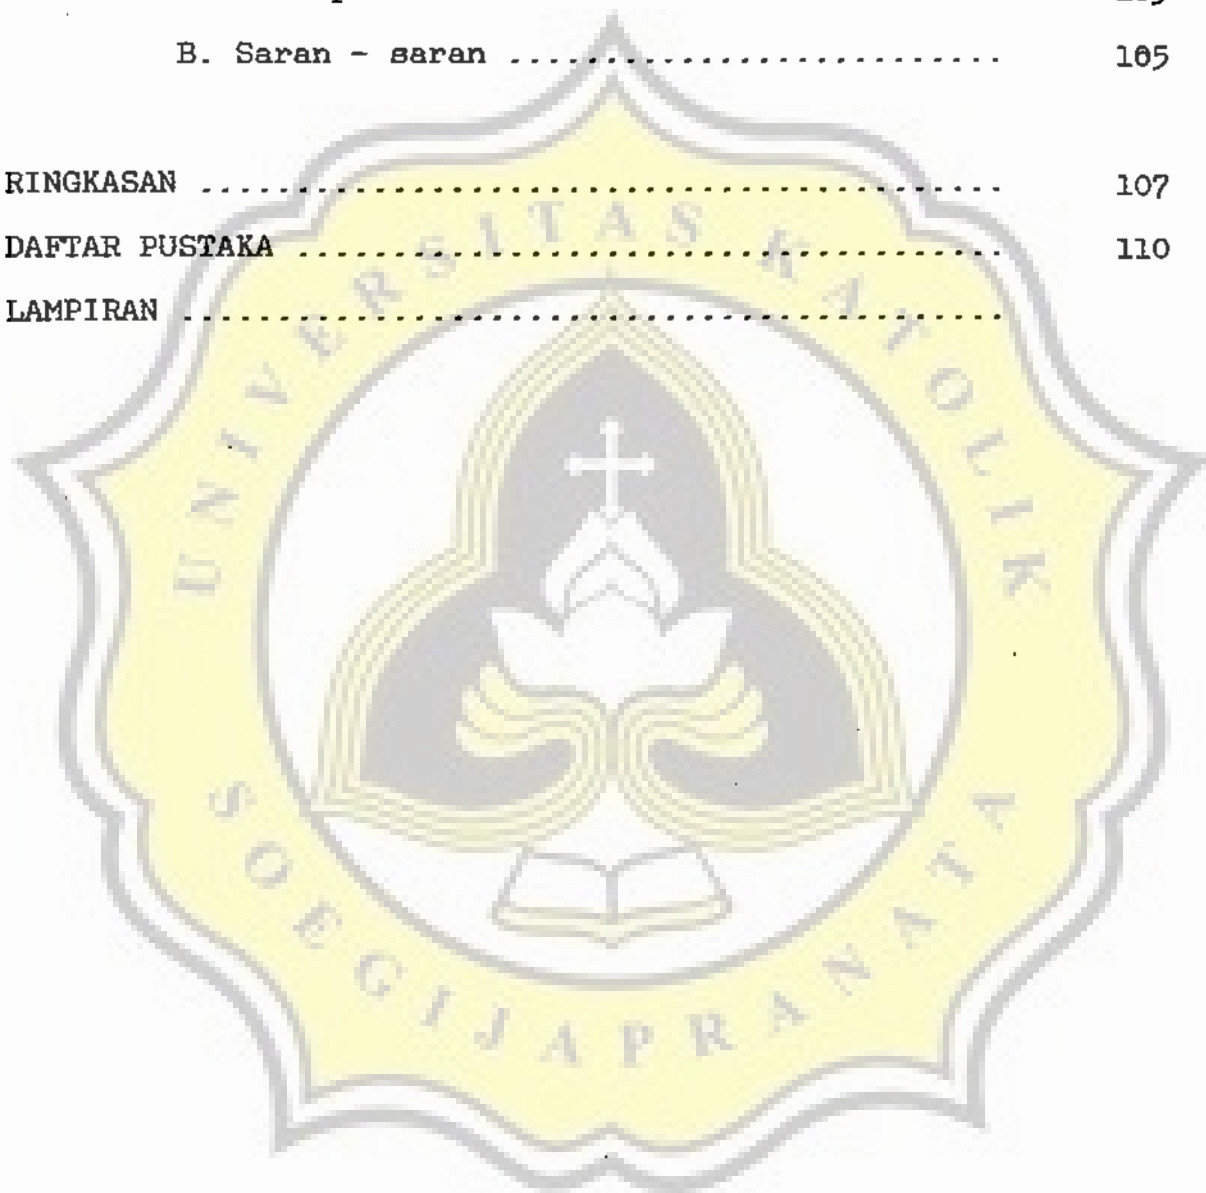 B. Saran - saran ........................... 105
RINGKASAN ........................................... 107
DAFTAR PUSTAKA ...................................... 110
LAMPIRAN ............................................
UNIVERSITAS KATOLIK
SOEGIJAPRANATA